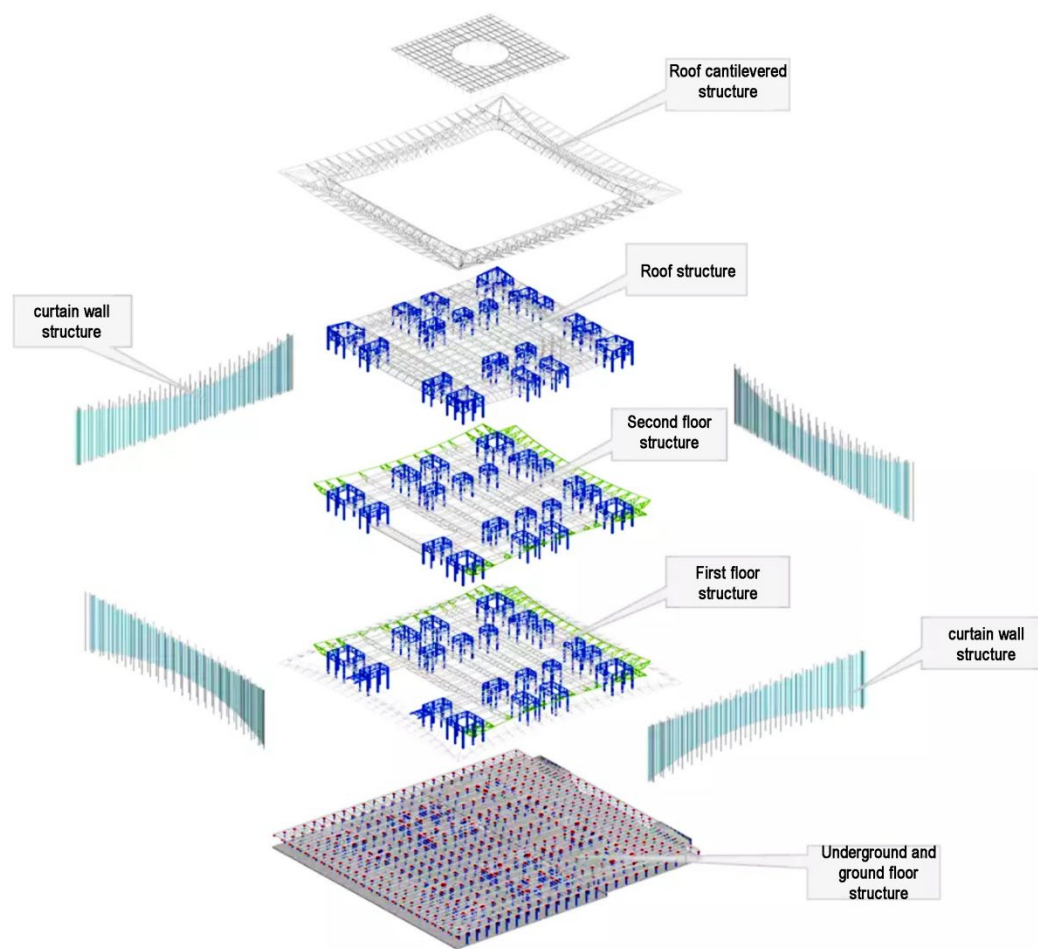 Roof cantilevered
structure
Roof structure
curtain wall
structure
Second floor
structure
First floor
structure
curtain wall
structure
Underground and
ground floor
structure